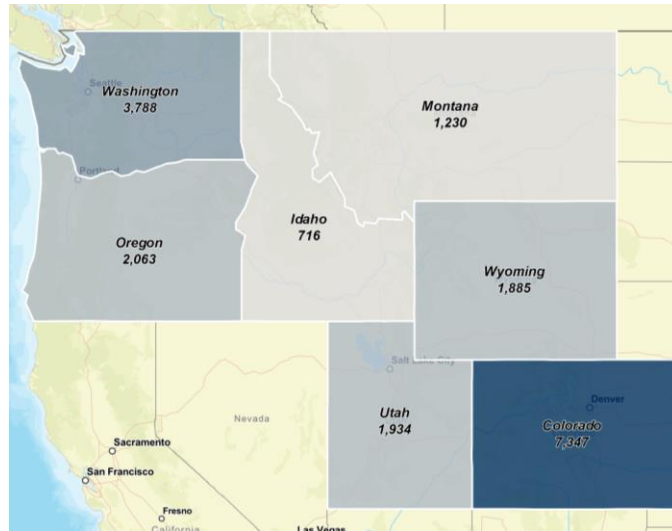 Seattle
Washington
3,788
Montana
1,230
Portland
Idaho
716
Oregon
2,063
Wyoming
1,885
Salt Lake City
Denver
Utah
1,934
Colorado
7,347
Nevada
Sacramento
San Francisco
Fresno
California
Las Vegas